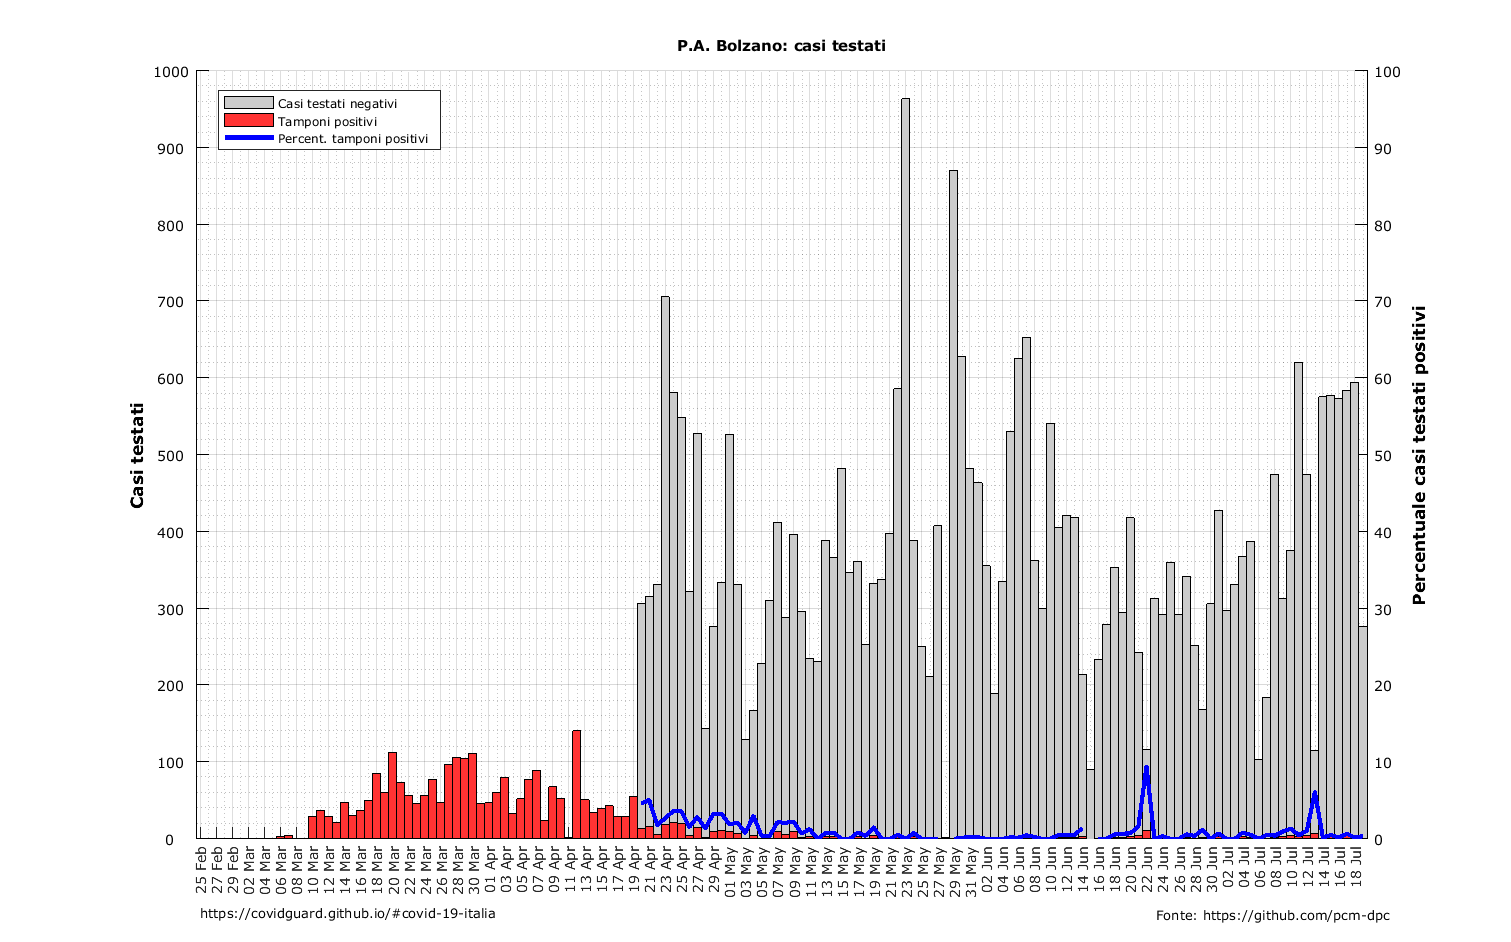 P.A. Bolzano: casi testati
Casi testati negativi
Tamponi positivi
Percent. tamponi positivi
Casi testati
1000
900
800
700
600
500
400
300
200
100
0
100
90
80
70
60
50
40
30
20
10
0
Percentuale casi testati positivi
25 Feb
27 Feb
29 Feb
02 Mar
04 Mar
06 Mar
08 Mar
10 Mar
12 Mar
14 Mar
16 Mar
18 Mar
20 Mar
22 Mar
24 Mar
26 Mar
28 Mar
30 Mar
01 Apr
03 Apr
05 Apr
07 Apr
09 Apr
11 Apr
13 Apr
15 Apr
17 Apr
19 Apr
21 Apr
23 Apr
25 Apr
27 Apr
29 Apr
01 May
03 May
05 May
07 May
09 May
11 May
13 May
15 May
17 May
19 May
21 May
23 May
25 May
27 May
29 May
31 May
02 Jun
04 Jun
06 Jun
08 Jun
10 Jun
12 Jun
14 Jun
16 Jun
18 Jun
20 Jun
22 Jun
24 Jun
26 Jun
28 Jun
30 Jun
02 Jul
04 Jul
06 Jul
08 Jul
10 Jul
12 Jul
14 Jul
16 Jul
18 Jul
https://covidguard.github.io/#covid-19-italia
Fonte: https://github.com/pcm-dpc